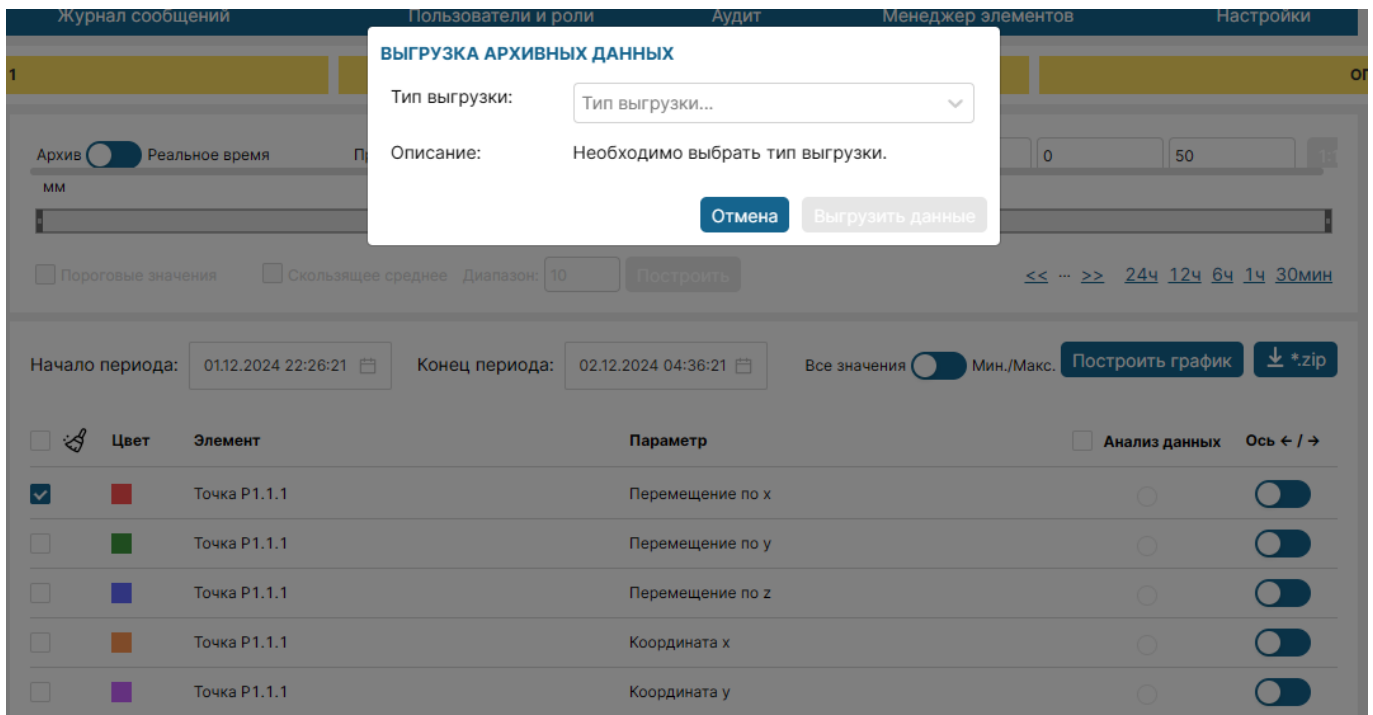 Журнал сообщений Пользователи и роли Аудит Менеджер элементов Настройки
ВЫГРУЗКА АРХИВНЫХ ДАННЫХ
1
Тип выгрузки: Тип выгрузки...
Архив Реальное время Описание: Необходимо выбрать тип выгрузки. 0 50
мм
Отмена Выгрузить данные
Пороговые значения Скользящее среднее Диапазон: 10 Построить << ... >> 24ч 12ч 6ч 1ч 30мин
Начало периода: 01.12.2024 22:26:21 Конец периода: 02.12.2024 04:36:21 Все значения Мин./Макс. Построить график *.zip
Цвет Элемент Параметр Анализ данных Ось ← / →
Точка P1.1.1 Перемещение по x
Точка P1.1.1 Перемещение по y
Точка P1.1.1 Перемещение по z
Точка P1.1.1 Координата x
Точка P1.1.1 Координата y